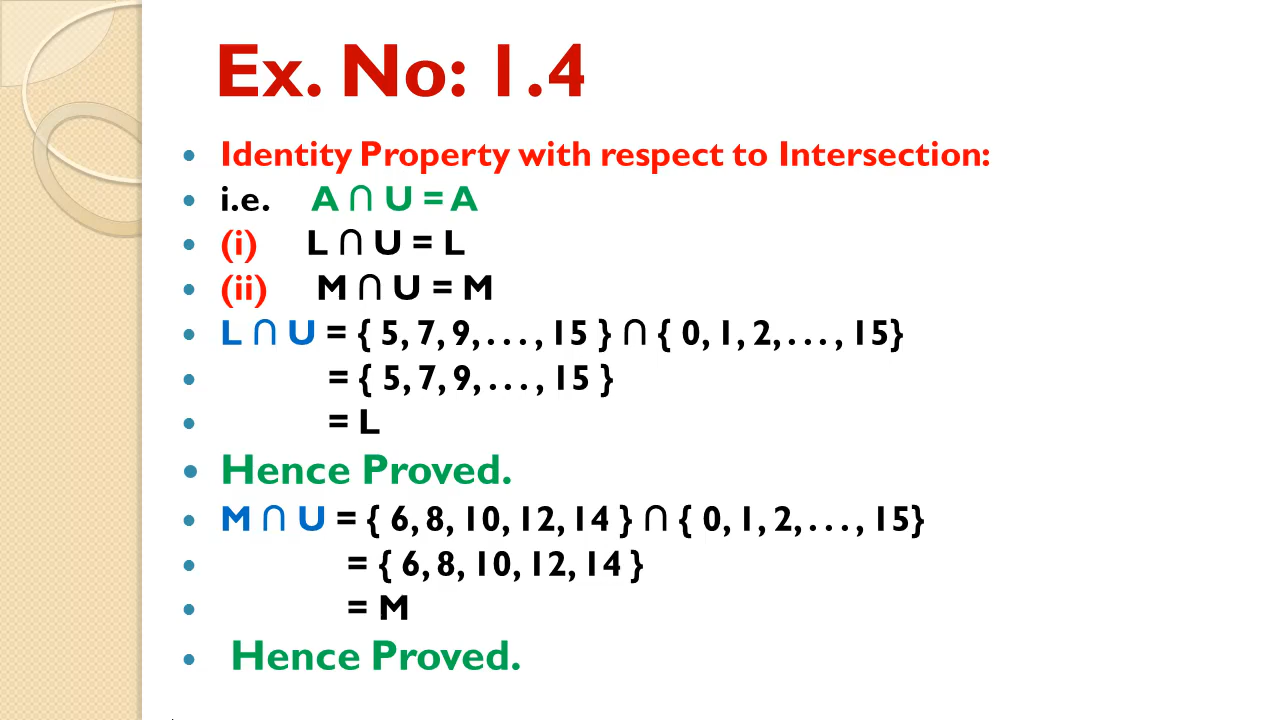 Ex. No: 1.4
• Identity Property with respect to Intersection:
• i.e. A ∩ U = A
• (i) L ∩ U = L
• (ii) M ∩ U = M
• L ∩ U = { 5, 7, 9, . . . , 15 } ∩ { 0, 1, 2, . . . , 15}
• = { 5, 7, 9, . . . , 15 }
• = L
• Hence Proved.
• M ∩ U = { 6, 8, 10, 12, 14 } ∩ { 0, 1, 2, . . . , 15}
• = { 6, 8, 10, 12, 14 }
• = M
• Hence Proved.